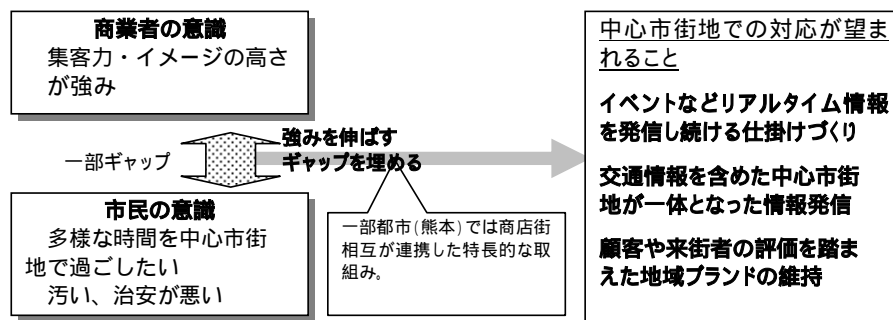 商業者の意識
集客力・イメージの高さ
が強み
一部ギャップ
強みを伸ばす
ギャップを埋める
市民の意識
多様な時間を中心市街
地で過ごしたい
汚い、治安が悪い
一部都市(熊本)では商店街
相互が連携した特長的な取
組み。
中心市街地での対応が望ま
れること
イベントなどリアルタイム情報
を発信し続ける仕掛けづくり
交通情報を含めた中心市街
地が一体となった情報発信
顧客や来街者の評価を踏ま
えた地域ブランドの維持